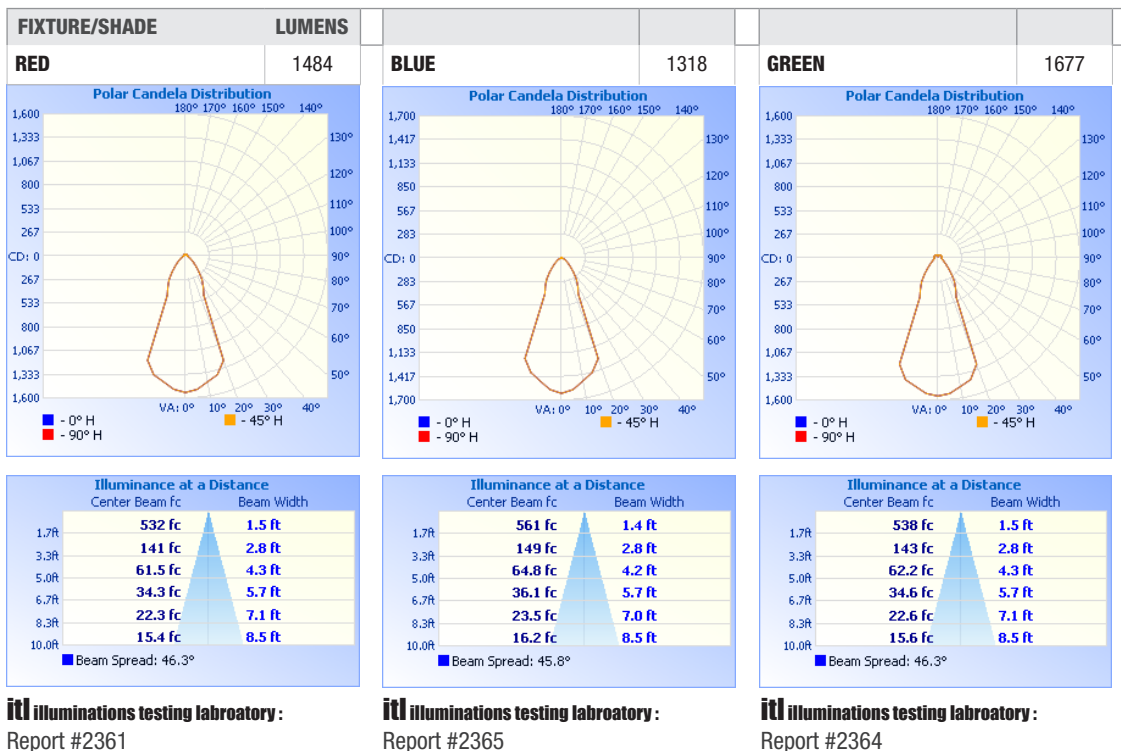 FIXTURE/SHADE LUMENS
RED 1484
Polar Candela Distribution
180° 170° 160° 150° 140°
1,600
1,333 130°
1,067 120°
800
533 110°
267 100°
CD: 0 90°
267 80°
533 70°
800 60°
1,067
1,333 50°
1,600
VA: 0° 10° 20° 30° 40°
- 0° H - 45° H
- 90° H
Illuminance at a Distance
Center Beam fc Beam Width
1.7ft 532 fc 1.5 ft
3.3ft 141 fc 2.8 ft
5.0ft 61.5 fc 4.3 ft
6.7ft 34.3 fc 5.7 ft
8.3ft 22.3 fc 7.1 ft
10.0ft 15.4 fc 8.5 ft
Beam Spread: 46.3°
itl illuminations testing labroatory :
Report #2361
BLUE 1318
Polar Candela Distribution
180° 170° 160° 150° 140°
1,700
1,417 130°
1,133 120°
850
567 110°
283 100°
CD: 0 90°
283 80°
567 70°
850 60°
1,133
1,417 50°
1,700
VA: 0° 10° 20° 30° 40°
- 0° H - 45° H
- 90° H
Illuminance at a Distance
Center Beam fc Beam Width
1.7ft 561 fc 1.4 ft
3.3ft 149 fc 2.8 ft
5.0ft 64.8 fc 4.2 ft
6.7ft 36.1 fc 5.7 ft
8.3ft 23.5 fc 7.0 ft
10.0ft 16.2 fc 8.5 ft
Beam Spread: 45.8°
itl illuminations testing labroatory :
Report #2365
GREEN 1677
Polar Candela Distribution
180° 170° 160° 150° 140°
1,600
1,333 130°
1,067 120°
800
533 110°
267 100°
CD: 0 90°
267 80°
533 70°
800 60°
1,067
1,333 50°
1,600
VA: 0° 10° 20° 30° 40°
- 0° H - 45° H
- 90° H
Illuminance at a Distance
Center Beam fc Beam Width
1.7ft 538 fc 1.5 ft
3.3ft 143 fc 2.8 ft
5.0ft 62.2 fc 4.3 ft
6.7ft 34.6 fc 5.7 ft
8.3ft 22.6 fc 7.1 ft
10.0ft 15.6 fc 8.5 ft
Beam Spread: 46.3°
itl illuminations testing labroatory :
Report #2364